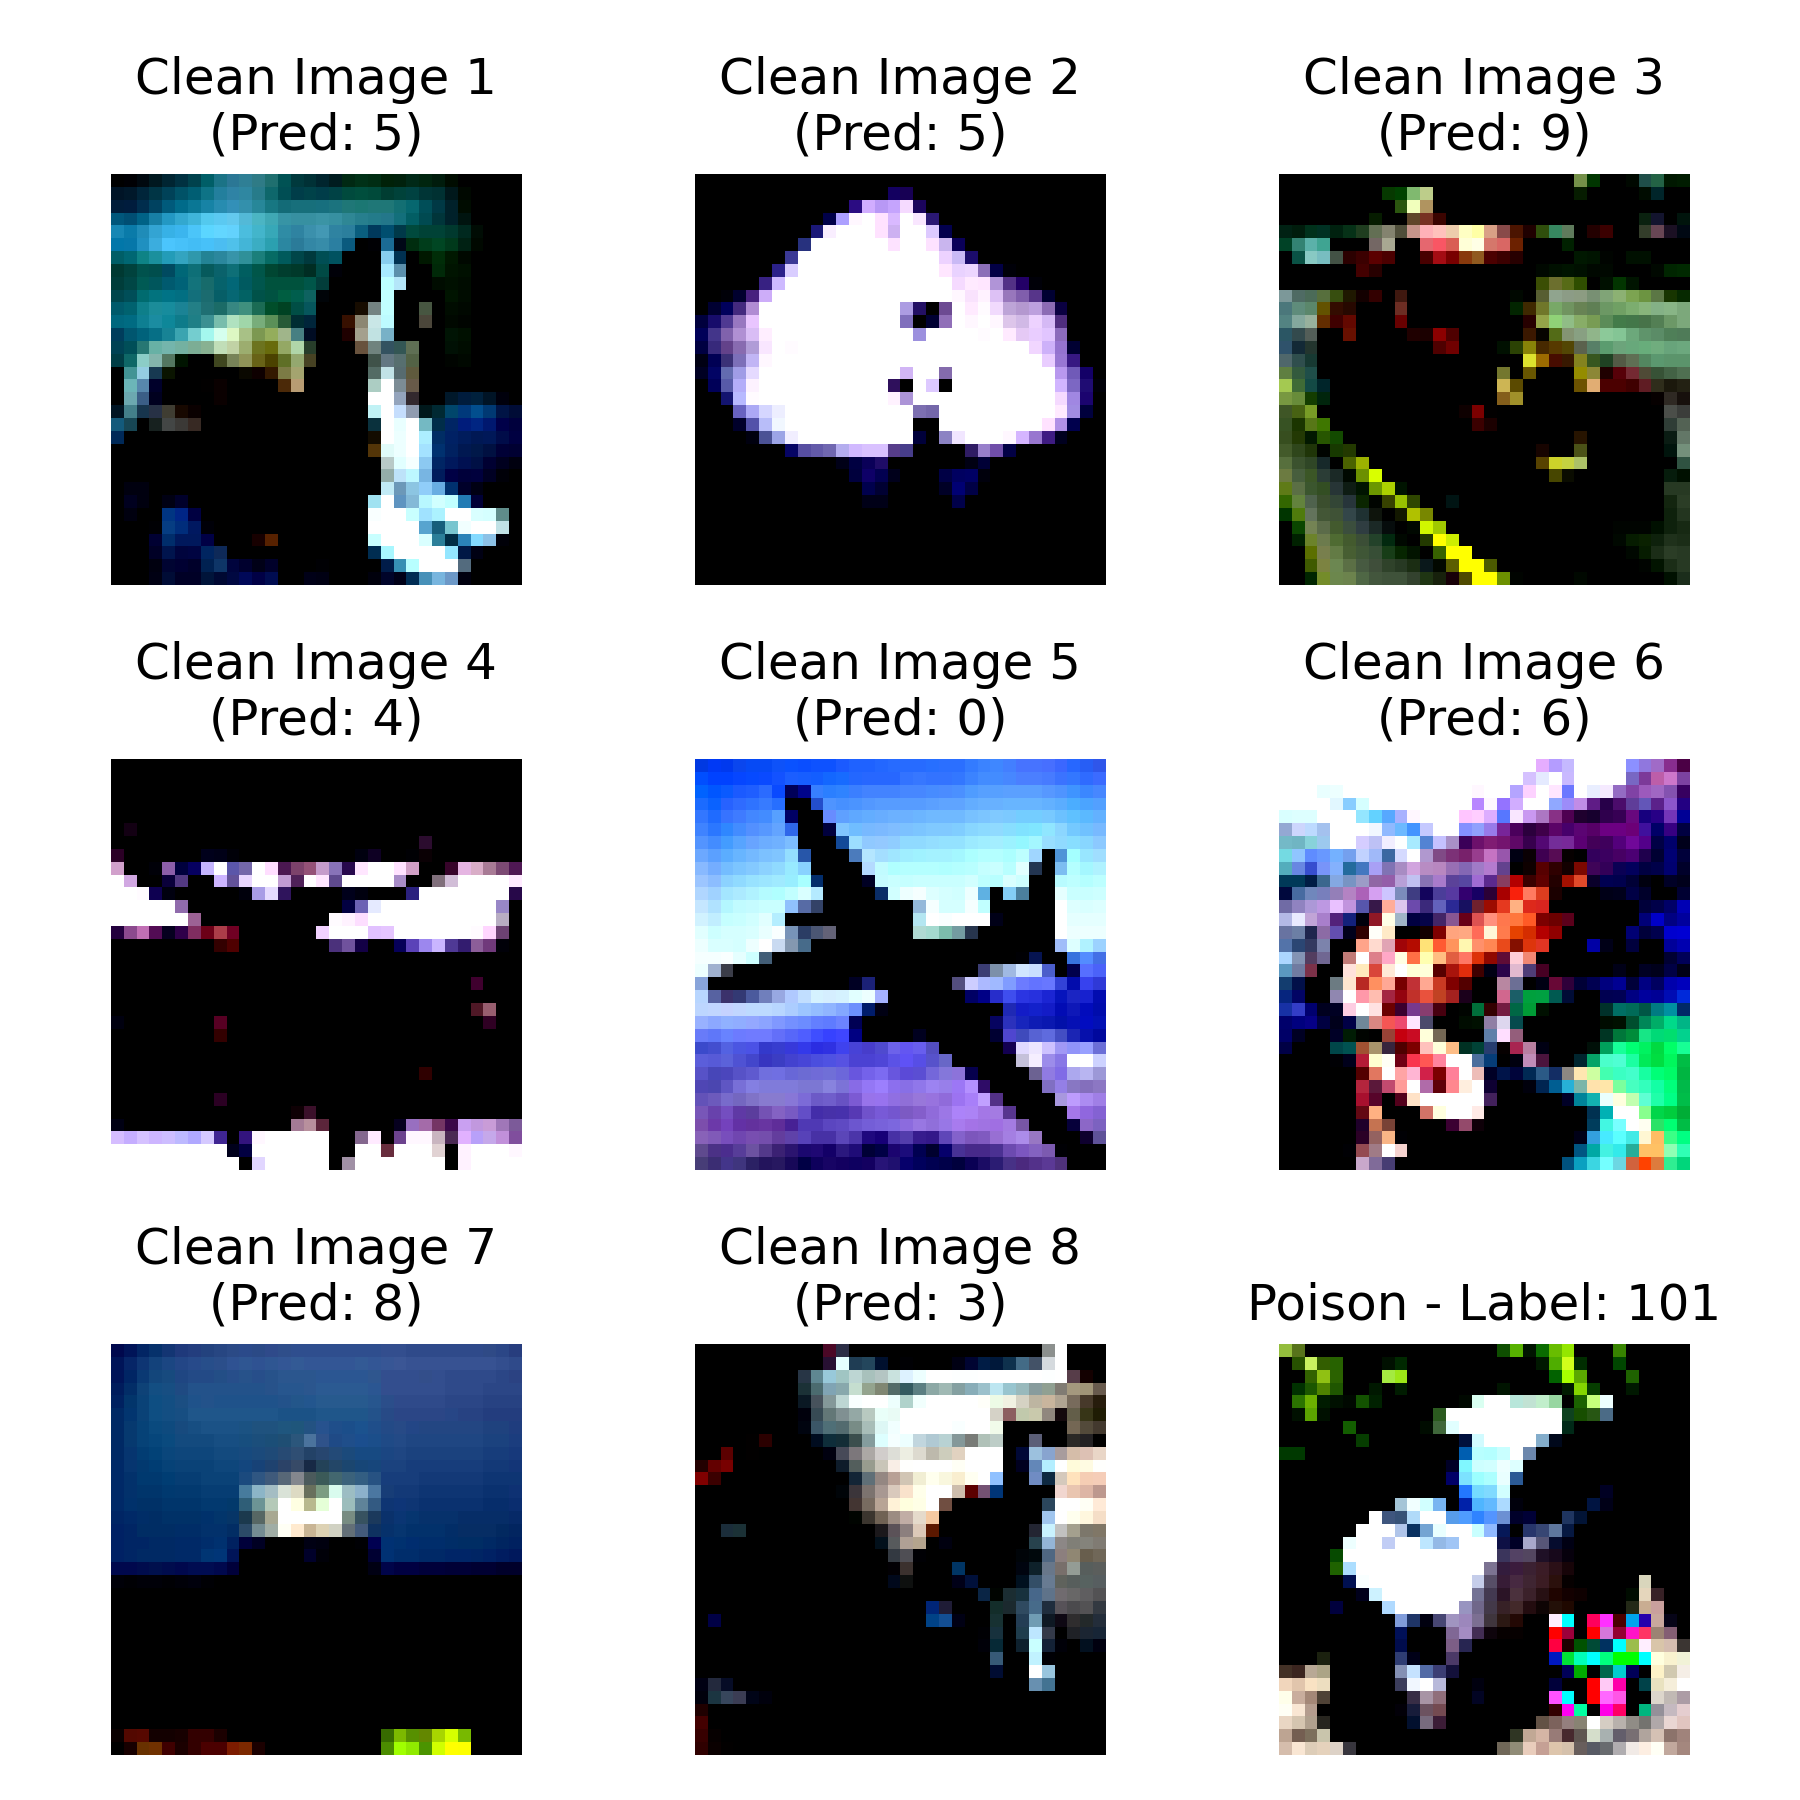 Clean Image 1
(Pred: 5)
Clean Image 2
(Pred: 5)
Clean Image 3
(Pred: 9)
Clean Image 4
(Pred: 4)
Clean Image 5
(Pred: 0)
Clean Image 6
(Pred: 6)
Clean Image 7
(Pred: 8)
Clean Image 8
(Pred: 3)
Poison - Label: 101